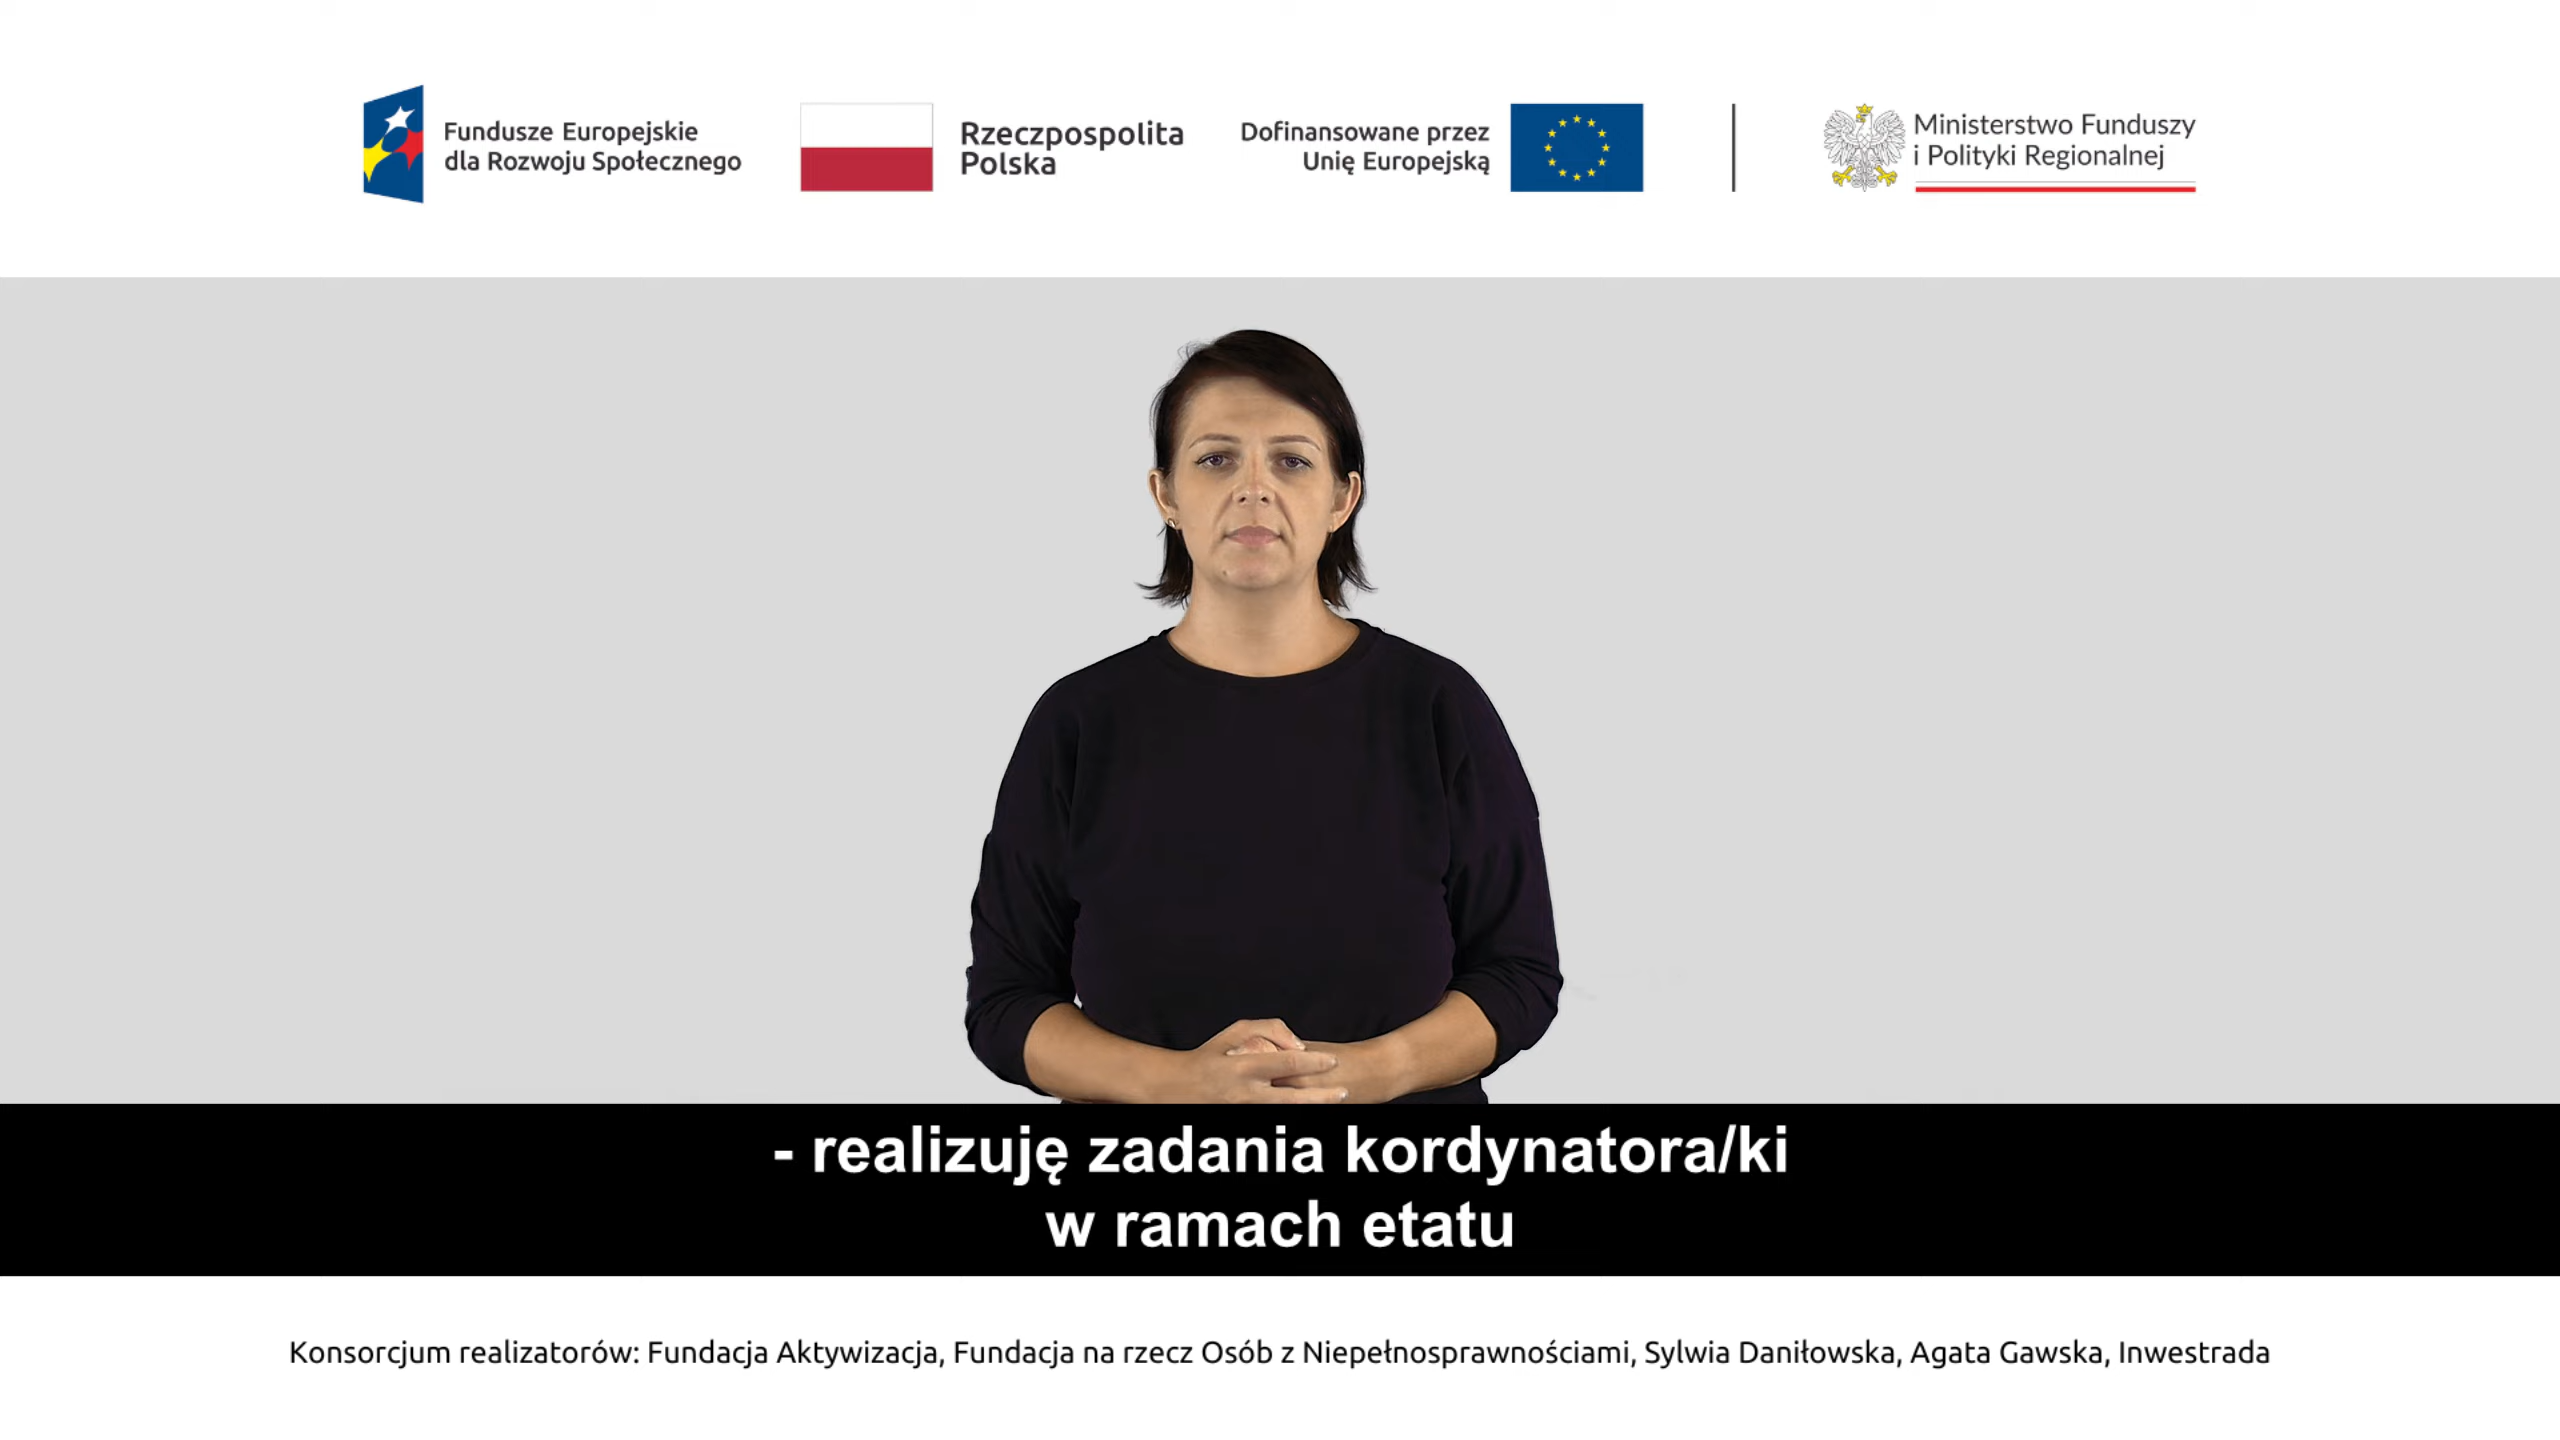 Fundusze Europejskie
dla Rozwoju Społecznego
Rzeczpospolita
Polska
Dofinansowane przez
Unię Europejską
Ministerstwo Funduszy
i Polityki Regionalnej
- realizuję zadania kordynatora/ki
w ramach etatu
Konsorcjum realizatorów: Fundacja Aktywizacja, Fundacja na rzecz Osób z Niepełnosprawnościami, Sylwia Daniłowska, Agata Gawska, Inwestrada